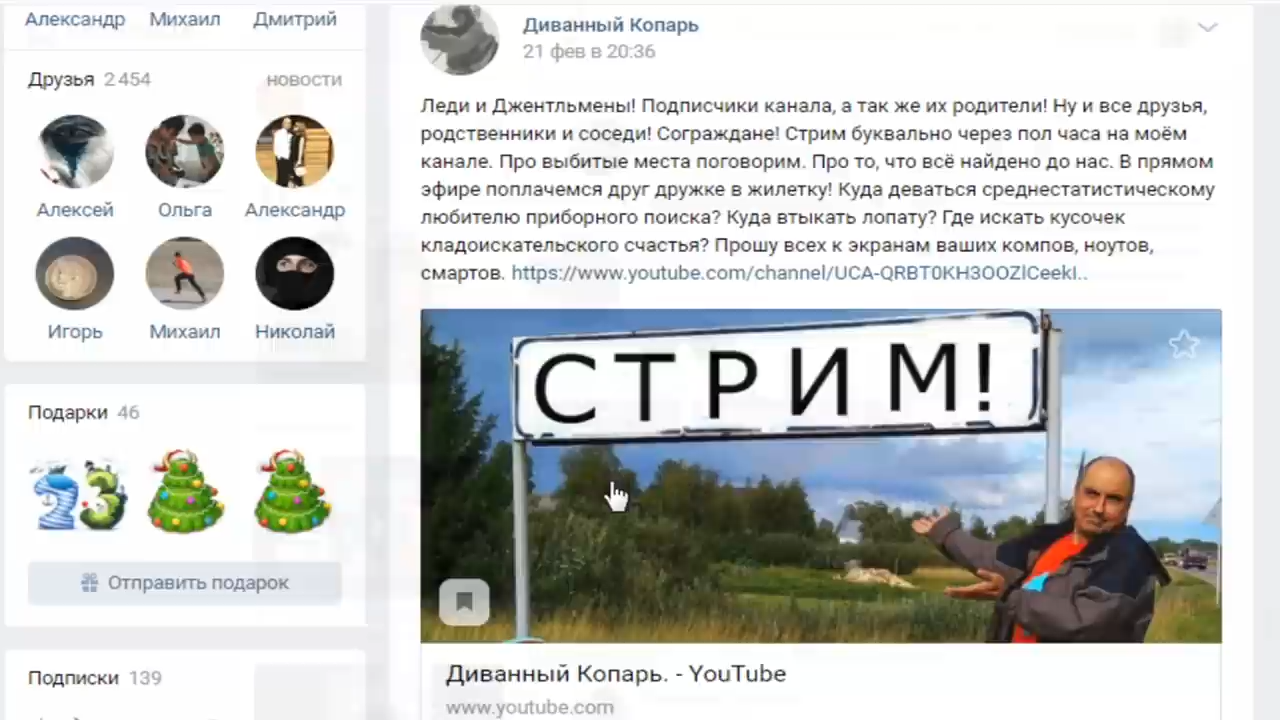 Александр Михаил Дмитрий
Друзья 2 454 новости
Алексей Ольга Александр
Игорь Михаил Николай
Подарки 46
Отправить подарок
Подписки 139
Диванный Копарь
21 фев в 20:36
Леди и Джентльмены! Подписчики канала, а так же их родители! Ну и все друзья,
родственники и соседи! Сограждане! Стрим буквально через пол часа на моём
канале. Про выбитые места поговорим. Про то, что всё найдено до нас. В прямом
эфире поплачемся друг дружке в жилетку! Куда деваться среднестатистическому
любителю приборного поиска? Куда втыкать лопату? Где искать кусочек
кладоискательского счастья? Прошу всех к экранам ваших компов, ноутов,
смартов. https://www.youtube.com/channel/UCA-QRBT0KH3OOZlCeekI..
СТРИМ!
Диванный Копарь. - YouTube
www.youtube.com